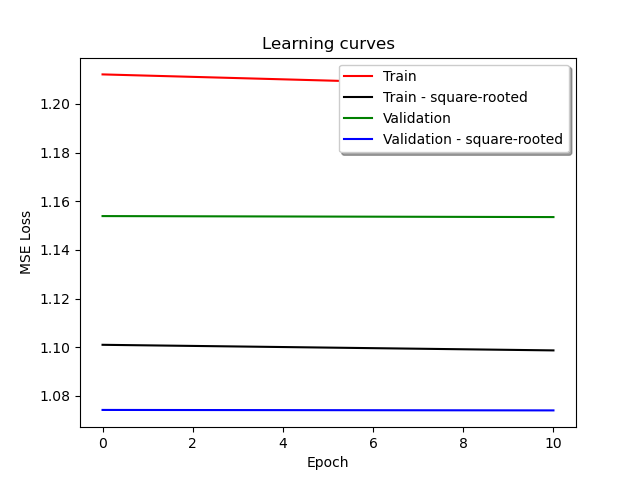 Learning curves
Train
Train - square-rooted
Validation
Validation - square-rooted
MSE Loss
1.20
1.18
1.16
1.14
1.12
1.10
1.08
0 2 4 6 8 10
Epoch